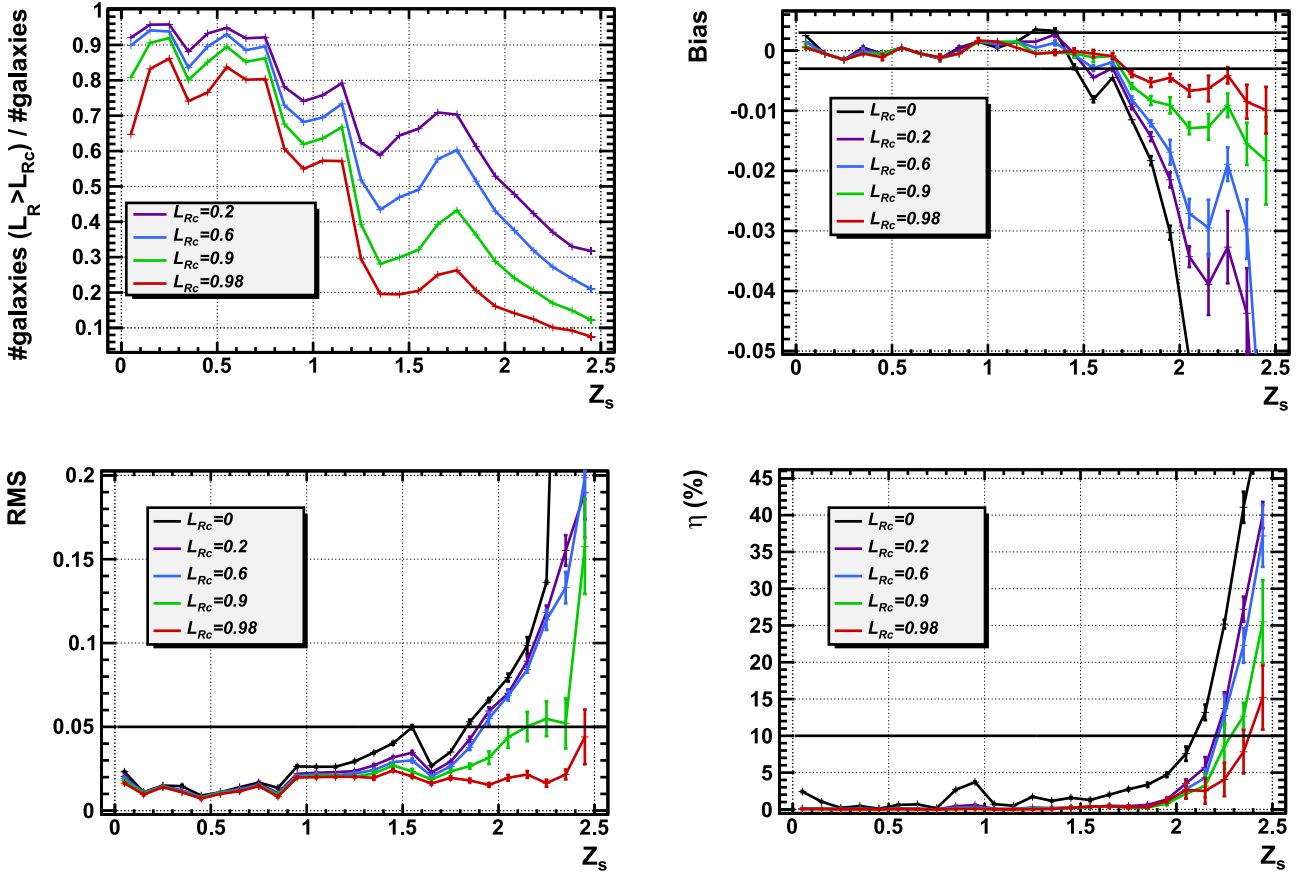 #galaxies (L_R >L_Rc) / #galaxies
1
0.9
0.8
0.7
0.6
0.5
0.4
0.3
0.2
0.1
L_Rc=0.2
L_Rc=0.6
L_Rc=0.9
L_Rc=0.98
0 0.5 1 1.5 2 2.5
Z_s
Bias
0
-0.01
-0.02
-0.03
-0.04
-0.05
L_Rc=0
L_Rc=0.2
L_Rc=0.6
L_Rc=0.9
L_Rc=0.98
0 0.5 1 1.5 2 2.5
Z_s
RMS
0.2
0.15
0.1
0.05
0
L_Rc=0
L_Rc=0.2
L_Rc=0.6
L_Rc=0.9
L_Rc=0.98
0 0.5 1 1.5 2 2.5
Z_s
η (%)
45
40
35
30
25
20
15
10
5
0
L_Rc=0
L_Rc=0.2
L_Rc=0.6
L_Rc=0.9
L_Rc=0.98
0 0.5 1 1.5 2 2.5
Z_s